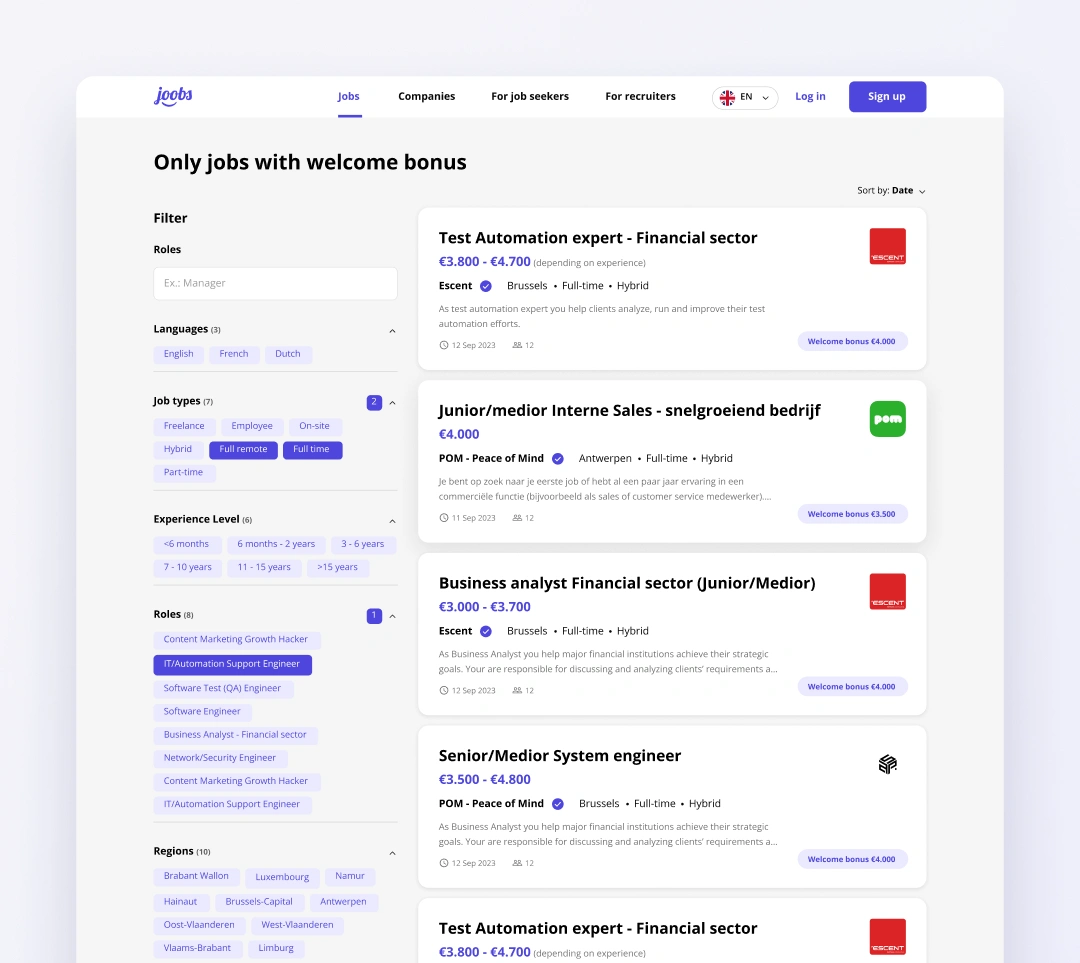 joobs
Jobs
Companies
For job seekers
For recruiters
EN
Log in
Sign up
Only jobs with welcome bonus
Sort by: Date
Filter
Roles
Ex.: Manager
Languages (3)
English French Dutch
Job types (7) 2
Freelance Employee On-site
Hybrid Full remote Full time
Part-time
Experience Level (6)
<6 months 6 months - 2 years 3 - 6 years
7 - 10 years 11 - 15 years >15 years
Roles (8) 1
Content Marketing Growth Hacker
IT/Automation Support Engineer
Software Test (QA) Engineer
Software Engineer
Business Analyst - Financial sector
Network/Security Engineer
Content Marketing Growth Hacker
IT/Automation Support Engineer
Regions (10)
Brabant Wallon Luxembourg Namur
Hainaut Brussels-Capital Antwerpen
Oost-Vlaanderen West-Vlaanderen
Vlaams-Brabant Limburg
Test Automation expert - Financial sector
€3.800 - €4.700 (depending on experience)
ESCENT
Escent Brussels • Full-time • Hybrid
As test automation expert you help clients analyze, run and improve their test
automation efforts.
12 Sep 2023 12
Welcome bonus €4.000
Junior/medior Interne Sales - snelgroeiend bedrijf
€4.000
pom
POM - Peace of Mind Antwerpen • Full-time • Hybrid
Je bent op zoek naar je eerste job of hebt al een paar jaar ervaring in een
commerciële functie (bijvoorbeeld als sales of customer service medewerker)....
11 Sep 2023 12
Welcome bonus €3.500
Business analyst Financial sector (Junior/Medior)
€3.000 - €3.700
ESCENT
Escent Brussels • Full-time • Hybrid
As Business Analyst you help major financial institutions achieve their strategic
goals. Your are responsible for discussing and analyzing clients' requirements a...
12 Sep 2023 12
Welcome bonus €4.000
Senior/Medior System engineer
€3.500 - €4.800
POM - Peace of Mind Brussels • Full-time • Hybrid
As Business Analyst you help major financial institutions achieve their strategic
goals. Your are responsible for discussing and analyzing clients' requirements a...
12 Sep 2023 12
Welcome bonus €4.000
Test Automation expert - Financial sector
€3.800 - €4.700 (depending on experience)
ESCENT